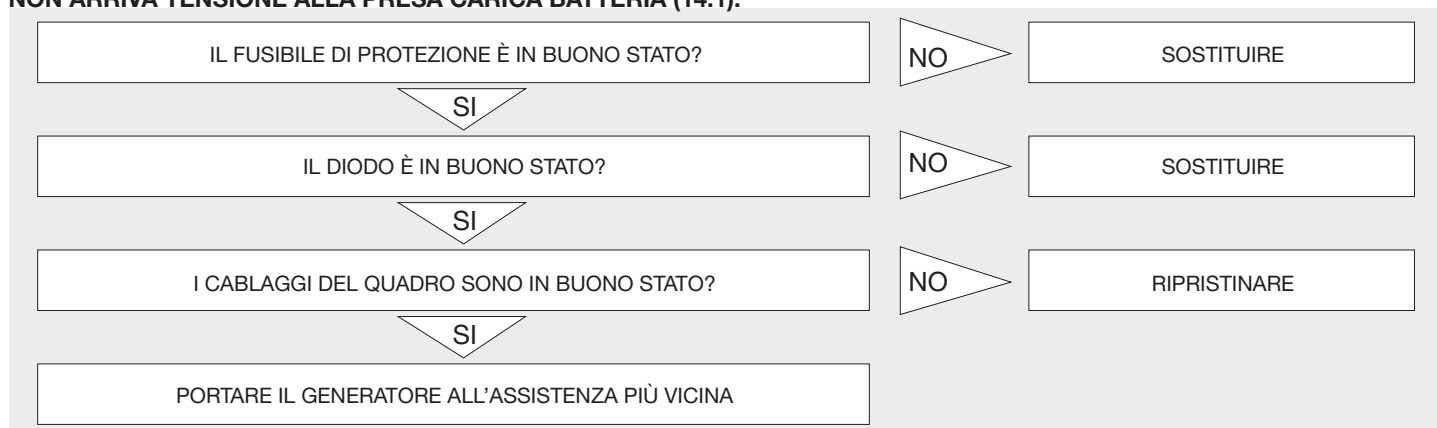 NON ARRIVA TENSIONE ALLA PRESA CARICA BATTERIA (14.1).
IL FUSIBILE DI PROTEZIONE È IN BUONO STATO?
NO
SOSTITUIRE
SI
IL DIODO È IN BUONO STATO?
NO
SOSTITUIRE
SI
I CABLAGGI DEL QUADRO SONO IN BUONO STATO?
NO
RIPRISTINARE
SI
PORTARE IL GENERATORE ALL’ASSISTENZA PIÙ VICINA